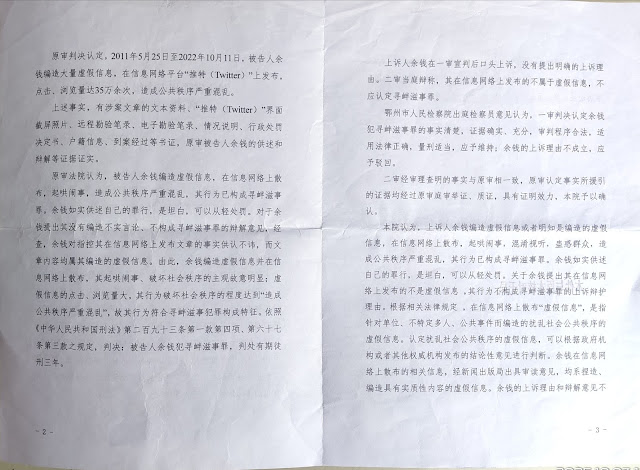 原审判决认定，2011年5月25日至2022年10月11日，被告人余
钱编造大量虚假信息，在信息网络平台“推特（Twitter）”上发布，
点击、浏览量达35万余次，造成公共秩序严重混乱。
上述事实，有涉案文章的文本资料、“推特（Twitter）”界面
截屏照片、远程勘验笔录、电子勘验笔录、情况说明、行政处罚
决定书、户籍信息、到案经过等书证，原审被告人余钱的供述和
辩解等证据证实。
原审法院认为，被告人余钱编造虚假信息，在信息网络上散
布，起哄闹事，造成公共秩序严重混乱，其行为已构成寻衅滋事
罪。余钱如实供述自己的罪行，是坦白，可以从轻处罚。对于余
钱提出其没有编造不实言论、不构成寻衅滋事罪的辩解意见，经
查，余钱对指控其在信息网络上发布文章的事实供认不讳，而文
章内容均属其编造的虚假信息。由此，余钱编造虚假信息并在信
息网络上散布，其起哄闹事、破坏社会秩序的主观故意明显；虚
假信息的点击、浏览量大，其行为破坏社会秩序的程度达到“造成
公共秩序严重混乱”，故其行为符合寻衅滋事犯罪构成特征。依照
《中华人民共和国刑法》第二百九十三条第一款第四项、第六十七
条第三款之规定，判决：被告人余钱犯寻衅滋事罪，判处有期徒
刑三年。
- 2 -
上诉人余钱在一审宣判后口头上诉，没有提出明确的上诉理
由。二审当庭辩称，其在信息网络上发布的不属于虚假信息，不
应认定寻衅滋事罪。
鄂州市人民检察院出庭检察员意见认为，一审判决认定余钱
犯寻衅滋事罪的事实清楚，证据确实、充分，审判程序合法，适
用法律正确，量刑适当，应予维持；余钱的上诉理由不成立，应
予驳回。
二审经审理查明的事实与原审相一致，原审认定事实所援引
的证据均经过原审庭审举证、质证，具有证明效力，本院予以确
认。
本院认为，上诉人余钱编造虚假信息或者明知是编造的虚假
信息，在信息网络上散布，起哄闹事，混淆视听，蛊惑群众，造
成公共秩序严重混乱，其行为已构成寻衅滋事罪。余钱如实供述
自己的罪行，是坦白，可以从轻处罚。关于余钱提出其在信息网
络上发布的不是虚假信息，其行为不构成寻衅滋事罪的上诉辩护
理由。根据相关法律规定，在信息网络上散布“虚假信息”，是指
针对单位、不特定多人、公共事件而编造的扰乱社会公共秩序的
虚假信息。认定扰乱社会公共秩序的虚假信息，可以根据政府机
构或者其他权威机构发布的结论性意见进行判断。余钱在信息网
络上散布的相关信息，经新闻出版局出具审读意见，均系捏造、
编造具有实质性内容的虚假信息。余钱的上诉理由和辩解意见不
- 3 -